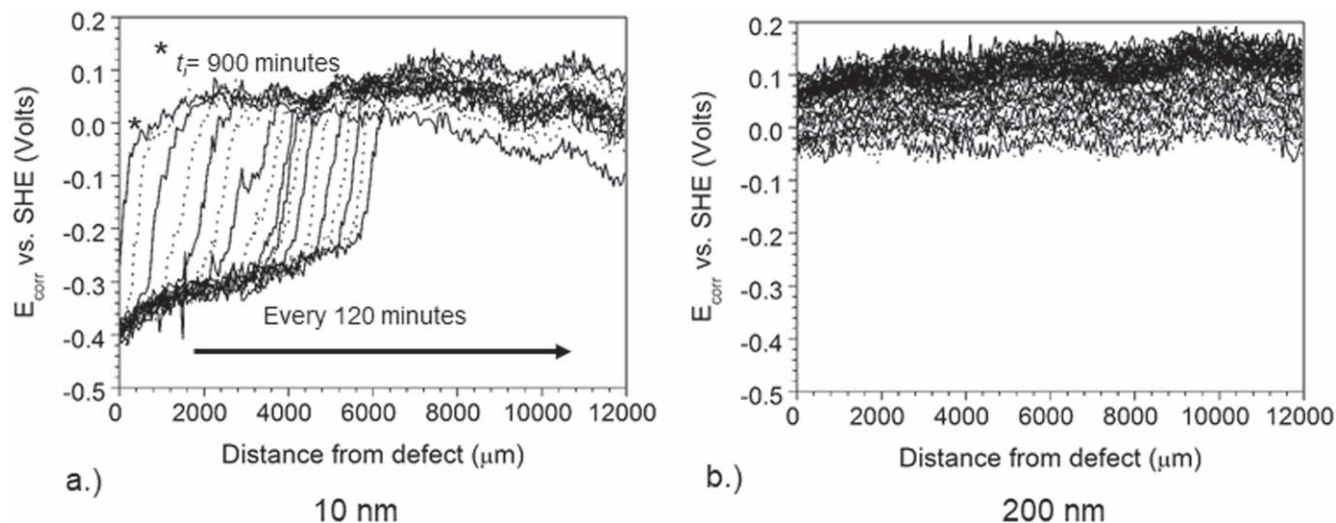 0.2
0.1
0.0
-0.1
-0.2
-0.3
-0.4
-0.5
E_corr vs. SHE (Volts)
* t_i= 900 minutes
*
Every 120 minutes
0 2000 4000 6000 8000 10000 12000
Distance from defect (μm)
a.)
10 nm
0.2
0.1
0.0
-0.1
-0.2
-0.3
-0.4
-0.5
E_corr vs. SHE (Volts)
0 2000 4000 6000 8000 10000 12000
Distance from defect (μm)
b.)
200 nm